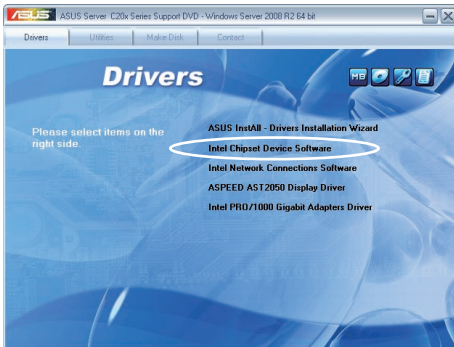 ASUS ASUS Server C20x Series Support DVD - Windows Server 2008 R2 64 bit
Drivers Utilities Make Disk Contact
Drivers
MB
Please select items on the
right side.
ASUS InstAll - Drivers Installation Wizard
Intel Chipset Device Software
Intel Network Connections Software
ASPEED AST2050 Display Driver
Intel PRO/1000 Gigabit Adapters Driver